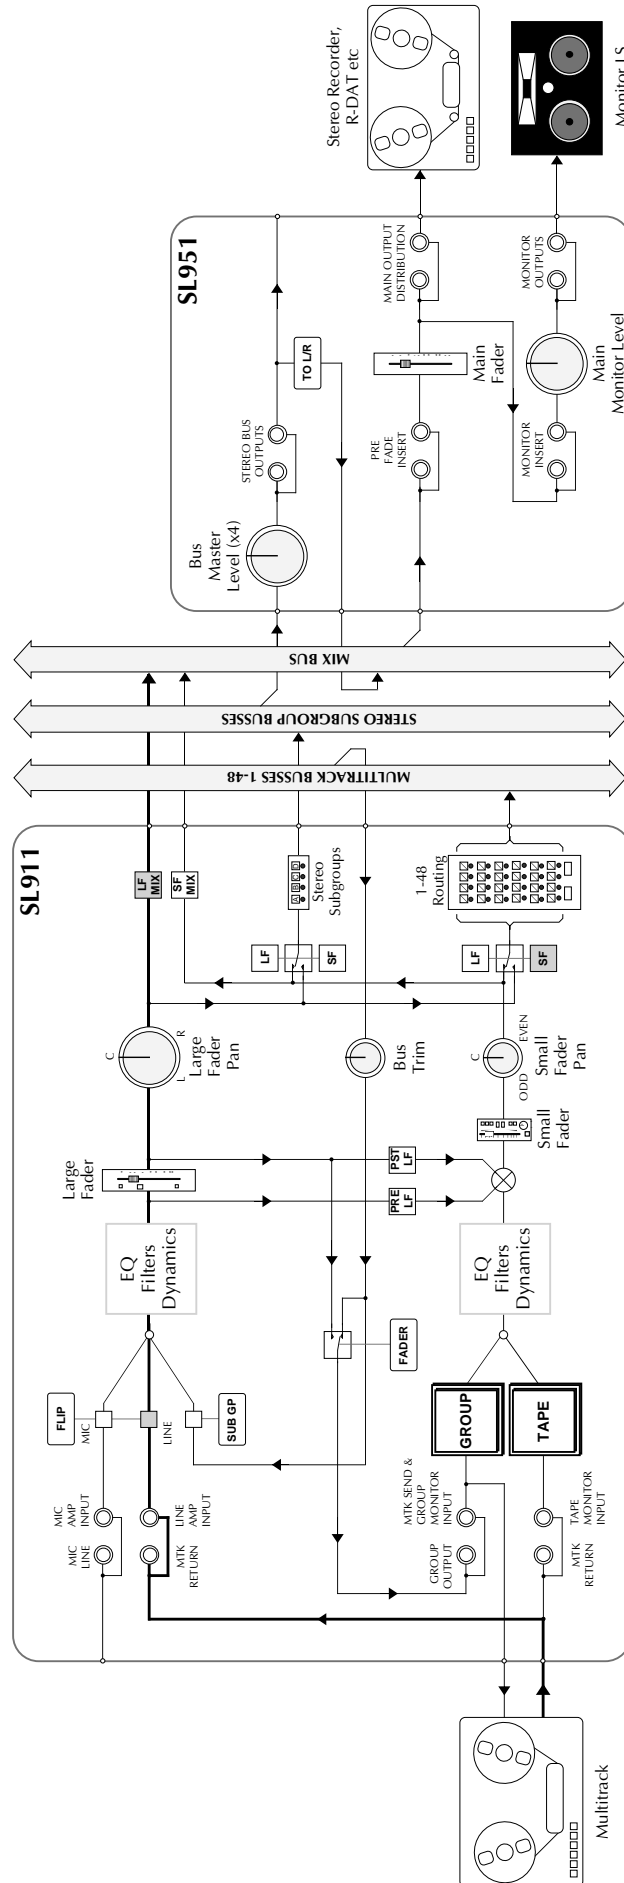 SL911
FLIP
MIC
MIC
LINE
MIC
AMP
INPUT
LINE
SUB GP
MTK
RETURN
LINE
AMP
INPUT
EQ
Filters
Dynamics
Large
Fader
C
L
R
Large
Fader
Pan
LF
MIX
SF
MIX
LF
SF
A B C D
Stereo
Subgroups
FADER
PRE
LF
PST
LF
Bus
Trim
GROUP
OUTPUT
MTK SEND &
GROUP
MONITOR
INPUT
GROUP
TAPE
MTK
RETURN
TAPE
MONITOR
INPUT
EQ
Filters
Dynamics
Small
Fader
C
ODD
EVEN
Small
Fader
Pan
LF
SF
1-48
Routing
Multitrack
MULTITRACK BUSSES 1-48
STEREO SUBGROUP BUSSES
MIX BUS
SL951
Bus
Master
Level (x4)
STEREO BUS
OUTPUTS
TO L/R
PRE
FADE
INSERT
Main
Fader
MAIN OUTPUT
DISTRIBUTION
MONITOR
INSERT
Main
Monitor Level
MONITOR
OUTPUTS
Stereo Recorder,
R-DAT etc
Monitor LS